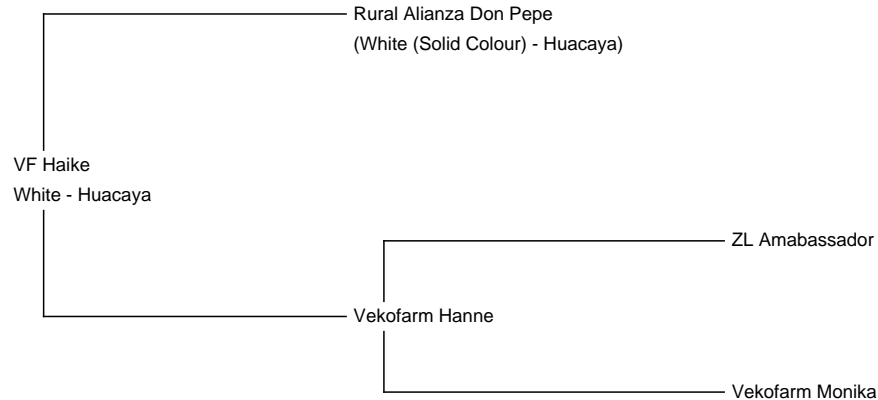 Rural Alianza Don Pepe
(White (Solid Colour) - Huacaya)
VF Haike
White - Huacaya
ZL Amabassador
Vekofarm Hanne
Vekofarm Monika